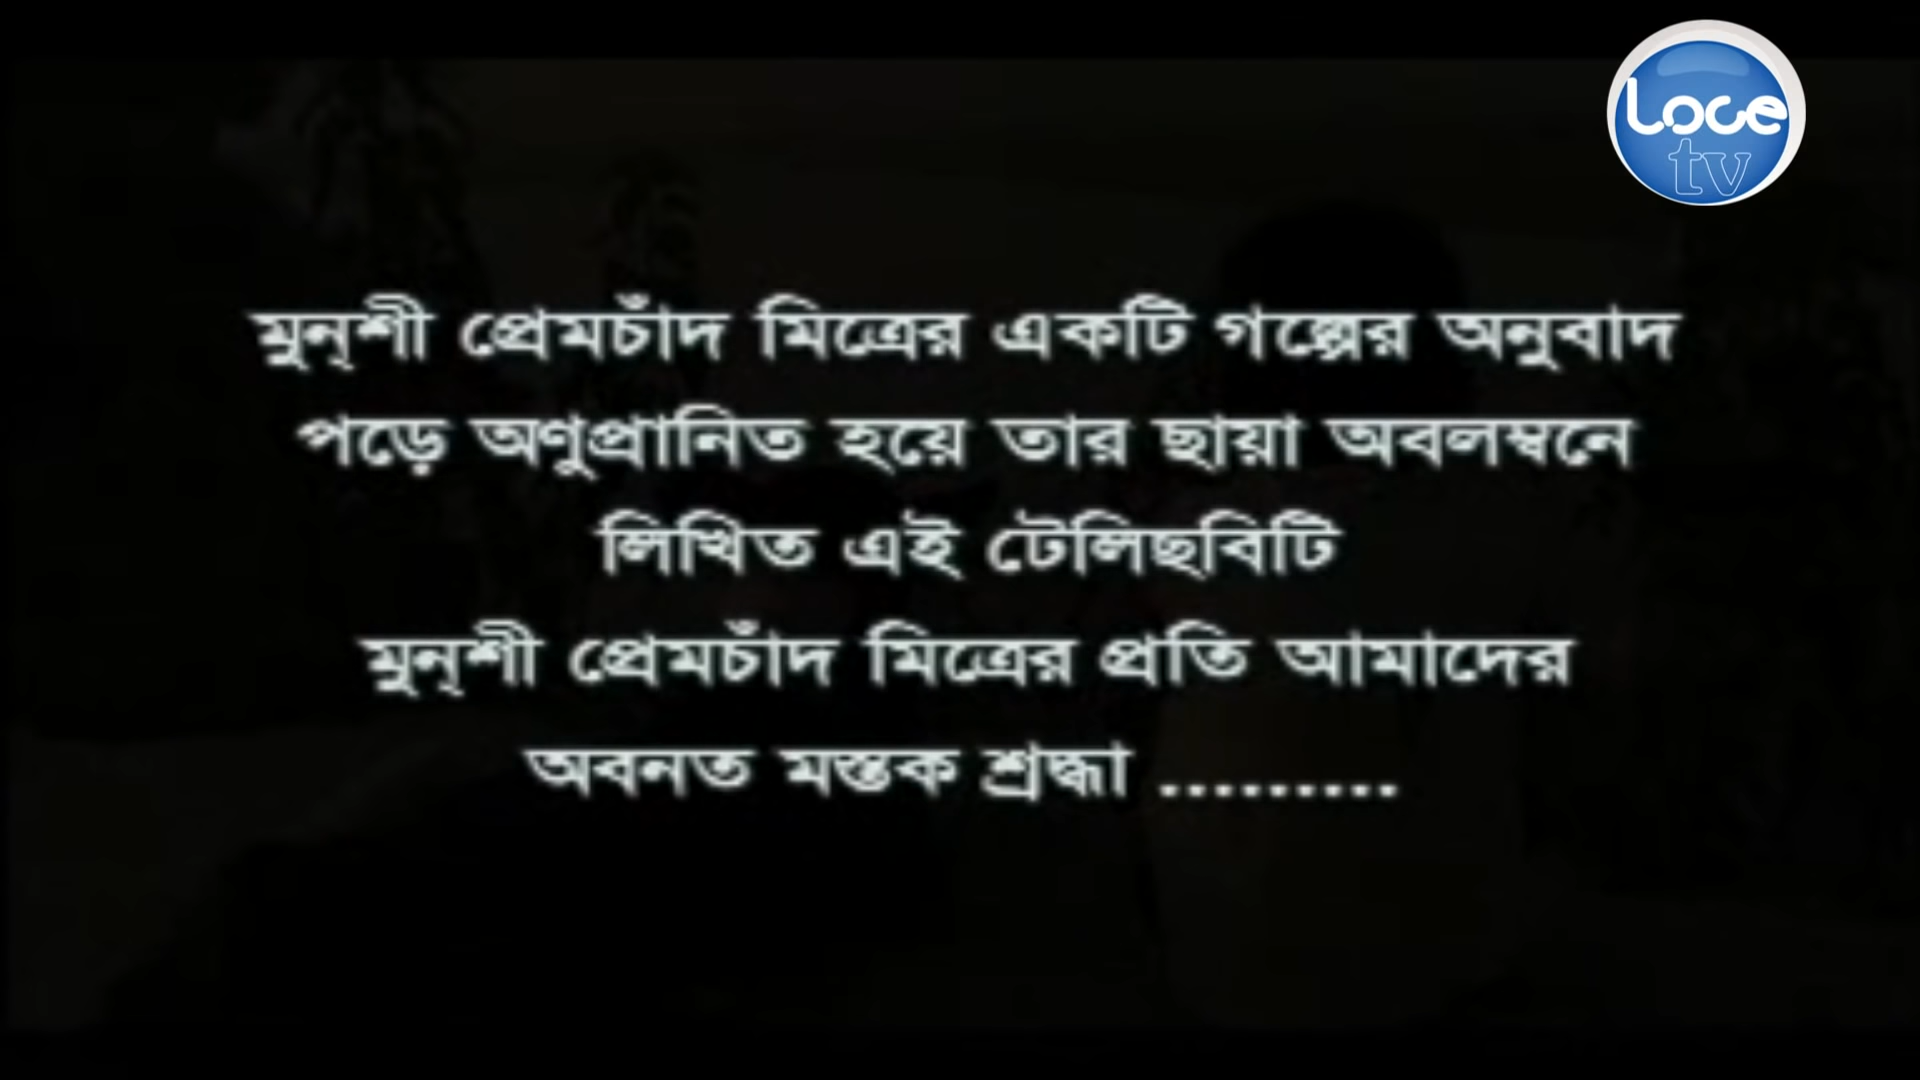 Loce
tv
মুন্‌শী প্রেমচাঁদ মিত্রের একটি গল্পের অনুবাদ
পড়ে অণুপ্রানিত হয়ে তার ছায়া অবলম্বনে
লিখিত এই টেলিছবিটি
মুন্‌শী প্রেমচাঁদ মিত্রের প্রতি আমাদের
অবনত মস্তক শ্রদ্ধা .........